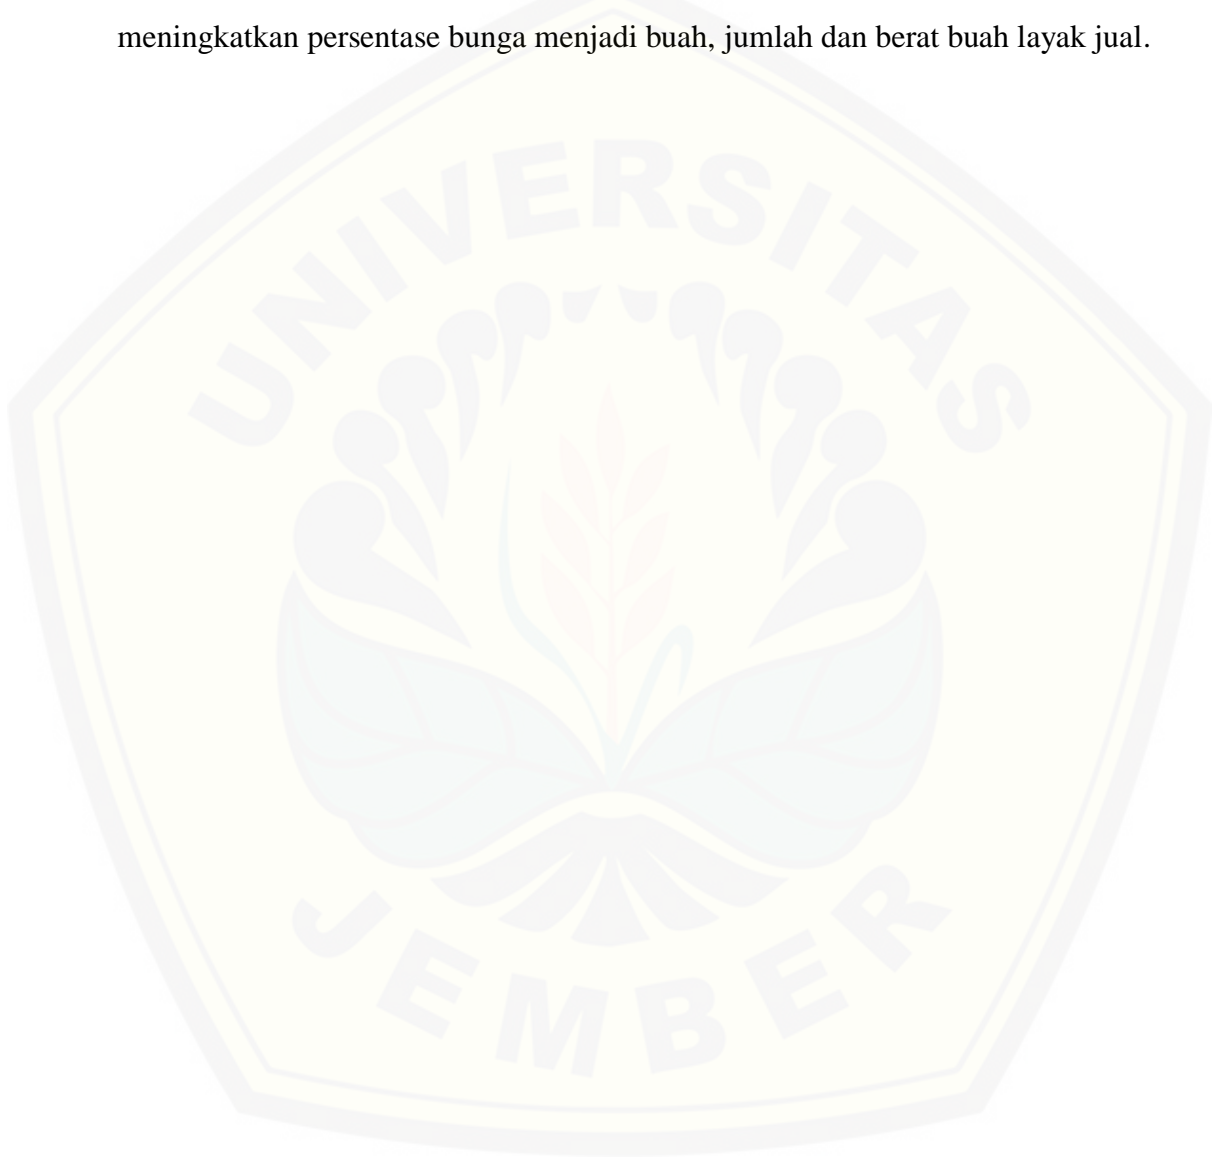 meningkatkan persentase bunga menjadi buah, jumlah dan berat buah layak jual.
UNIVERSITAS
JEMBER